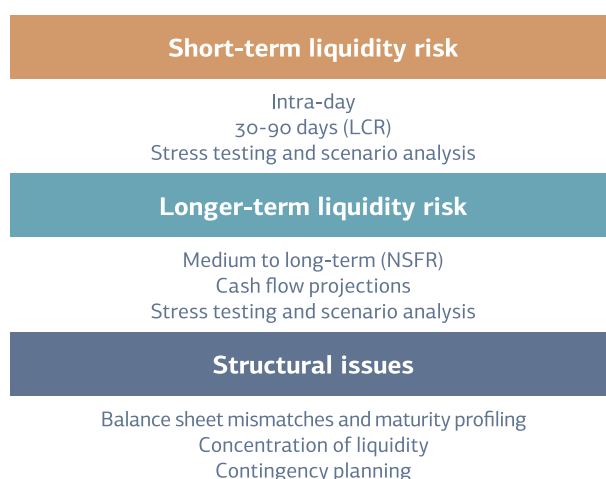 Short-term liquidity risk
Intra-day
30-90 days (LCR)
Stress testing and scenario analysis
Longer-term liquidity risk
Medium to long-term (NSFR)
Cash flow projections
Stress testing and scenario analysis
Structural issues
Balance sheet mismatches and maturity profiling
Concentration of liquidity
Contingency planning